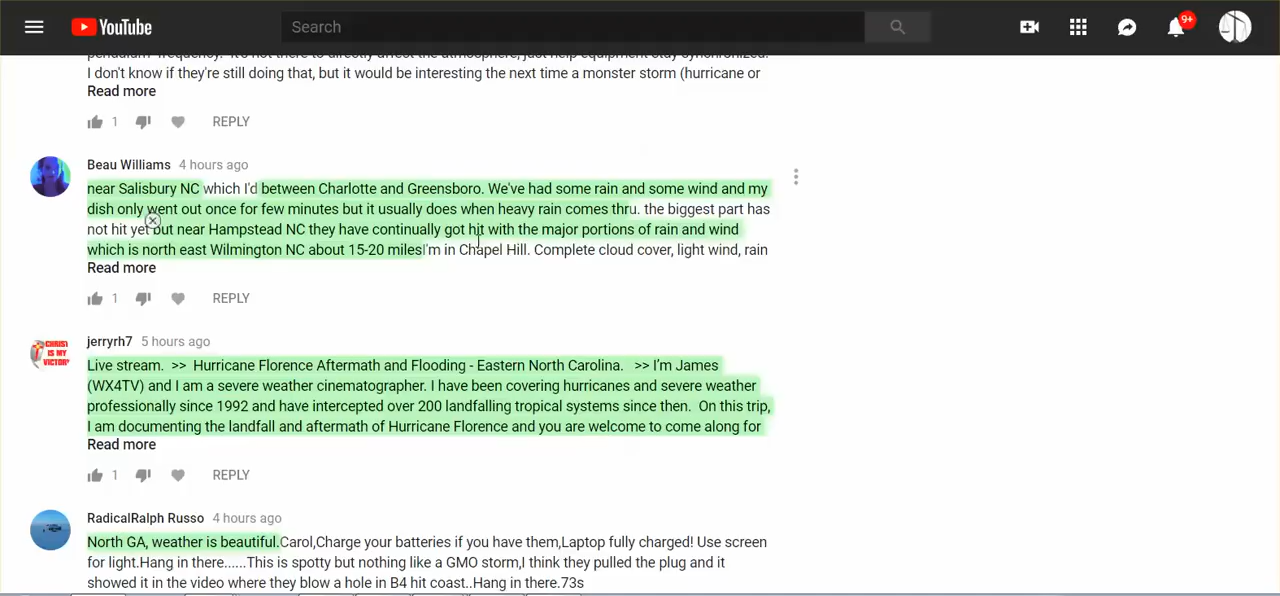 YouTube
Search
9+
pendulum" frequency. It's not there to directly affect the atmosphere, just help equipment stay synchronized.
I don't know if they're still doing that, but it would be interesting the next time a monster storm (hurricane or
Read more
1
REPLY
Beau Williams 4 hours ago
near Salisbury NC which I'd between Charlotte and Greensboro. We've had some rain and some wind and my
dish only went out once for few minutes but it usually does when heavy rain comes thru. the biggest part has
not hit yet but near Hampstead NC they have continually got hit with the major portions of rain and wind
which is north east Wilmington NC about 15-20 milesI'm in Chapel Hill. Complete cloud cover, light wind, rain
Read more
1
REPLY
CHRIST
IS MY
VICTORY
jerryrh7 5 hours ago
Live stream. >> Hurricane Florence Aftermath and Flooding - Eastern North Carolina. >> I'm James
(WX4TV) and I am a severe weather cinematographer. I have been covering hurricanes and severe weather
professionally since 1992 and have intercepted over 200 landfalling tropical systems since then. On this trip,
I am documenting the landfall and aftermath of Hurricane Florence and you are welcome to come along for
Read more
1
REPLY
RadicalRalph Russo 4 hours ago
North GA, weather is beautiful.Carol,Charge your batteries if you have them,Laptop fully charged! Use screen
for light.Hang in there......This is spotty but nothing like a GMO storm,I think they pulled the plug and it
showed it in the video where they blow a hole in B4 hit coast..Hang in there.73s